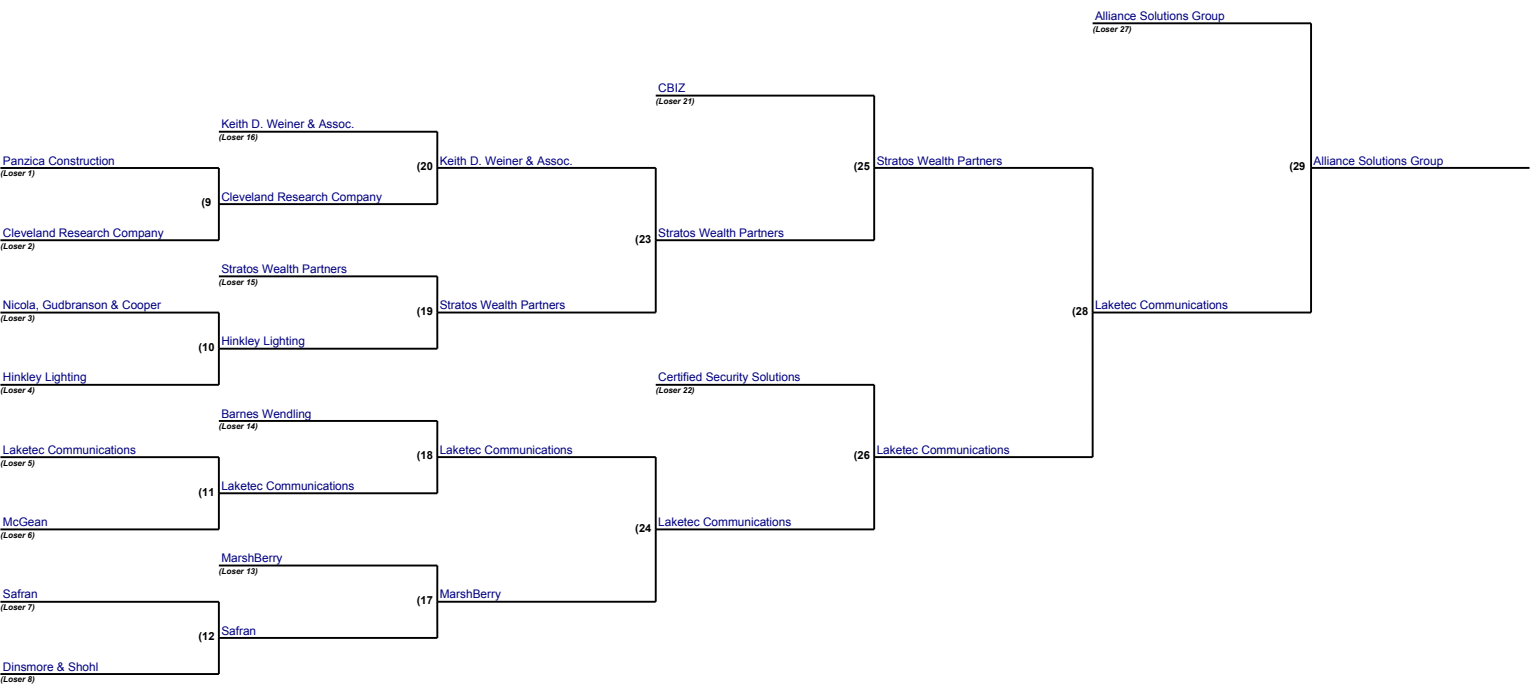 Alliance Solutions Group
(Loser 27)
CBIZ
(Loser 21)
Keith D. Weiner & Assoc.
(Loser 16)
Panzica Construction
(Loser 1)
(20
Keith D. Weiner & Assoc.
(25
Stratos Wealth Partners
(29
Alliance Solutions Group
(9
Cleveland Research Company
Cleveland Research Company
(Loser 2)
(23
Stratos Wealth Partners
Stratos Wealth Partners
(Loser 15)
Nicola, Gudbranson & Cooper
(Loser 3)
(19
Stratos Wealth Partners
(28
Laketec Communications
(10
Hinkley Lighting
Hinkley Lighting
(Loser 4)
Certified Security Solutions
(Loser 22)
Barnes Wendling
(Loser 14)
Laketec Communications
(Loser 5)
(18
Laketec Communications
(26
Laketec Communications
(11
Laketec Communications
McGean
(Loser 6)
(24
Laketec Communications
MarshBerry
(Loser 13)
Safran
(Loser 7)
(17
MarshBerry
(12
Safran
Dinsmore & Shohl
(Loser 8)